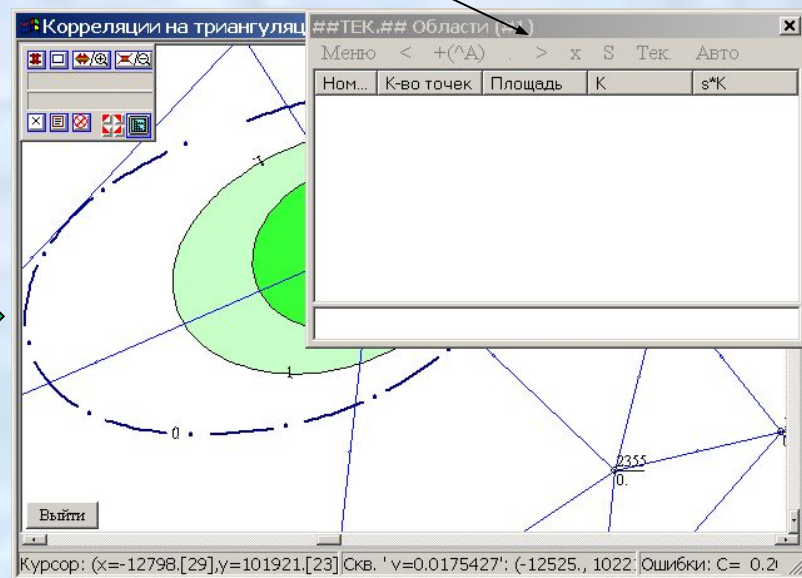 Корреляции на триангуляц
##ТЕК.## Области (#1)
Меню < +(^A) . > x S Тек. Авто
Ном... К-во точек Площадь K s*K
1
1
0
2355
0.
Выйти
Курсор: (x=-12798.[29],y=101921.[23] Скв. ' v=0.0175427': (-12525., 1022 Ошибки: C= 0.2